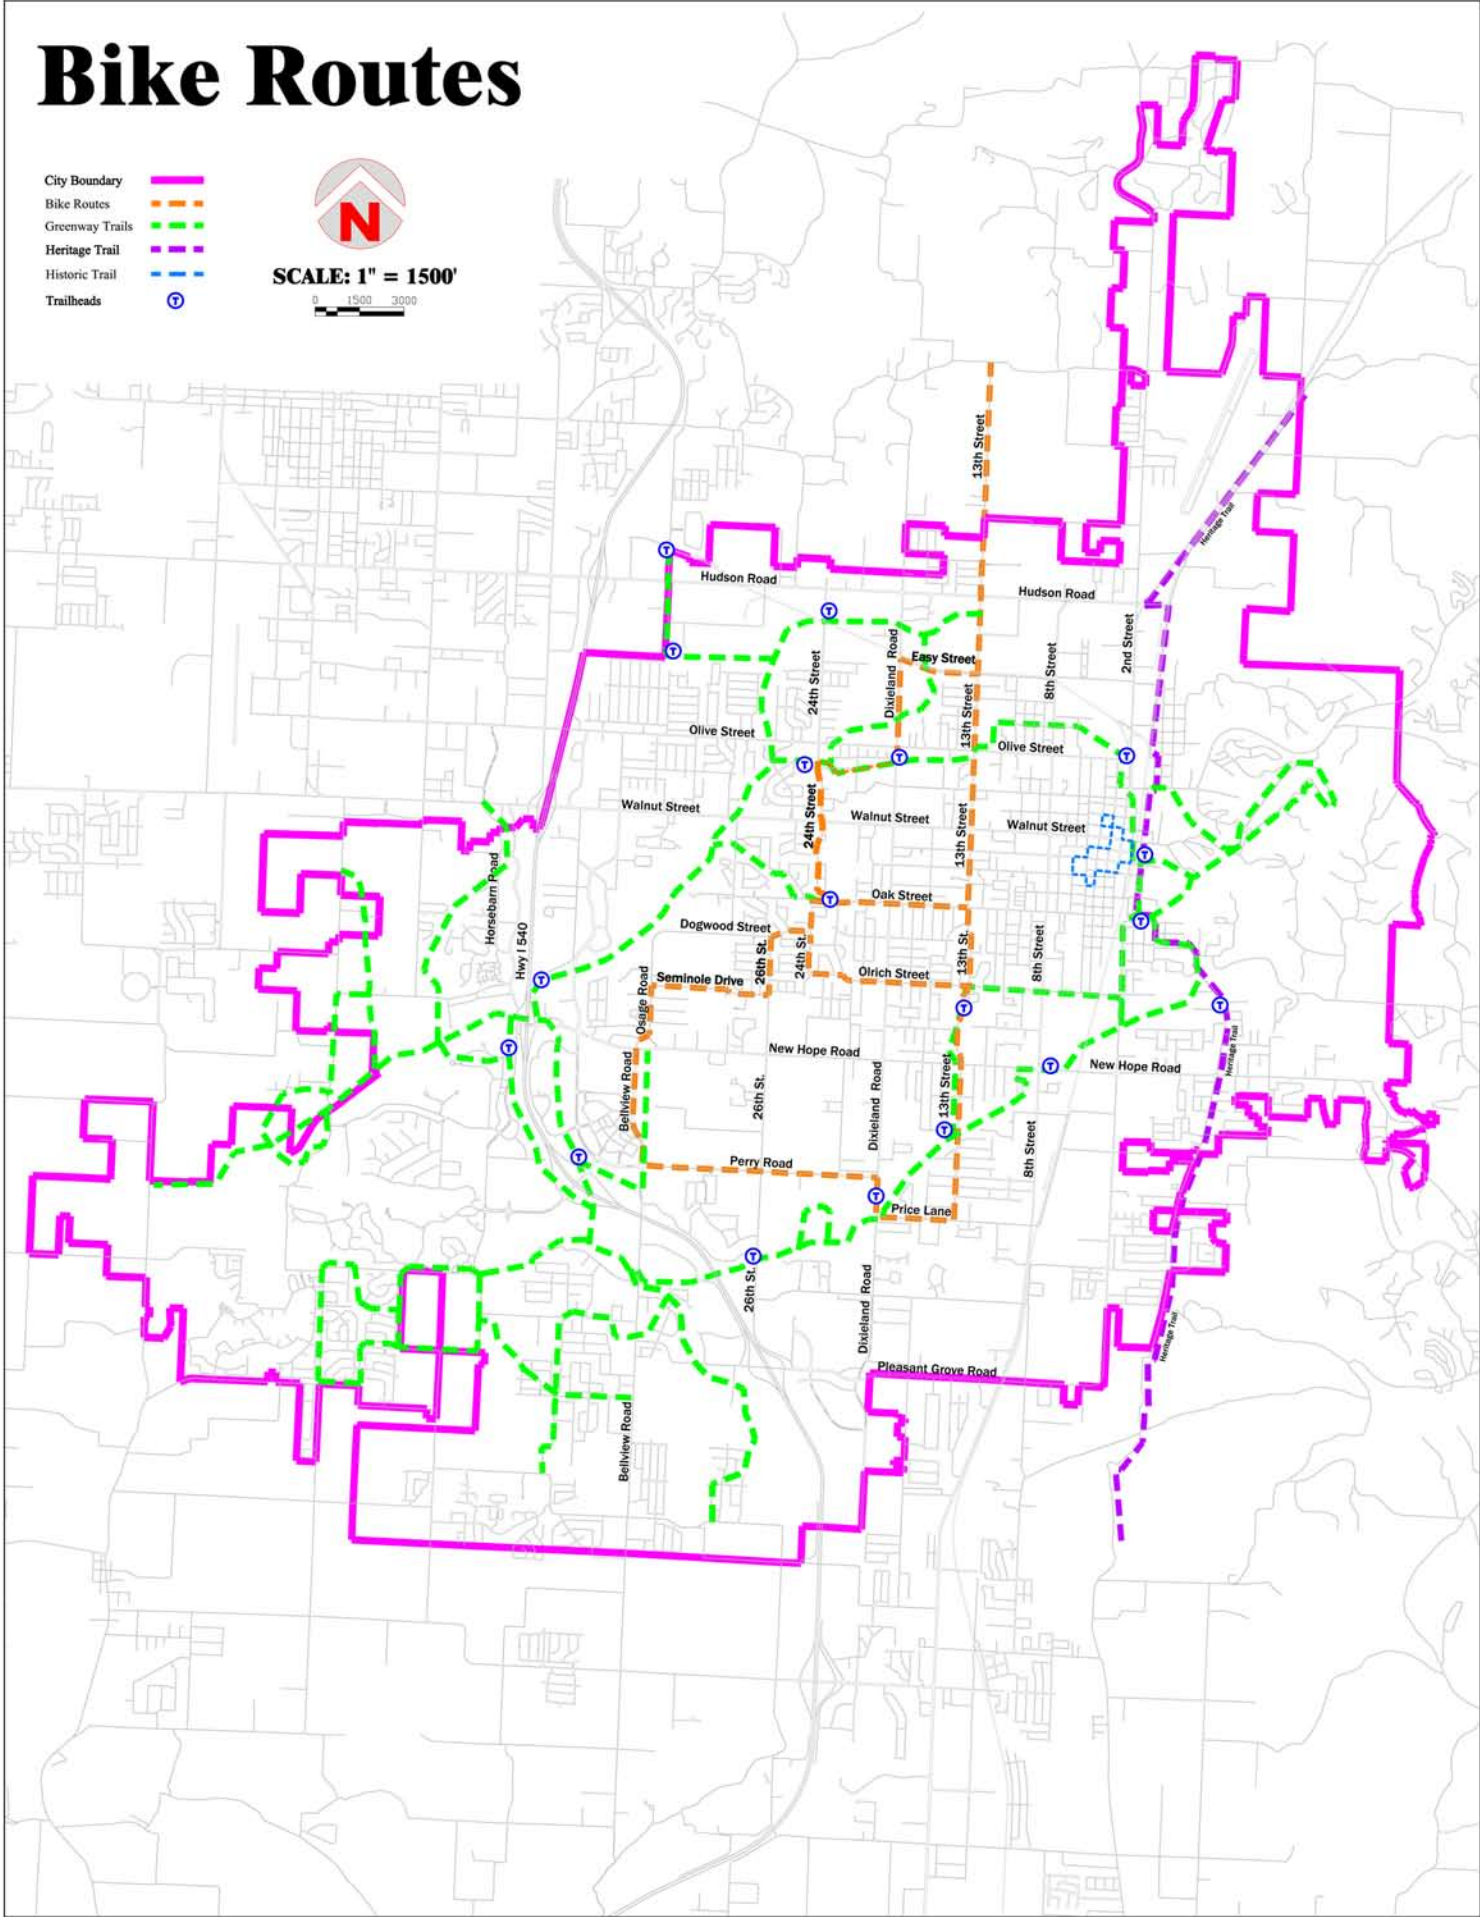 Bike Routes
City Boundary
Bike Routes
Greenway Trails
Heritage Trail
Historic Trail
Trailheads
T
N
SCALE: 1" = 1500'
0 1500 3000
13th Street
Heritage Trail
T
Hudson Road
Hudson Road
T
2nd Street
T
24th Street
Dixieland Road
Easy Street
8th Street
13th Street
Olive Street
Olive Street
T
T
T
Walnut Street
24th Street
Walnut Street
13th Street
Walnut Street
T
Horsebarn Road
Oak Street
T
T
Dogwood Street
Hwy I 540
26th St.
24th St.
13th St.
8th Street
T
Seminole Drive
Olrich Street
Osage Road
T
T
T
New Hope Road
Heritage Trail
T
New Hope Road
Bellview Road
26th St.
Dixieland Road
13th Street
T
8th Street
T
Perry Road
T
Price Lane
T
26th St.
Dixieland Road
Heritage Trail
Pleasant Grove Road
Bellview Road